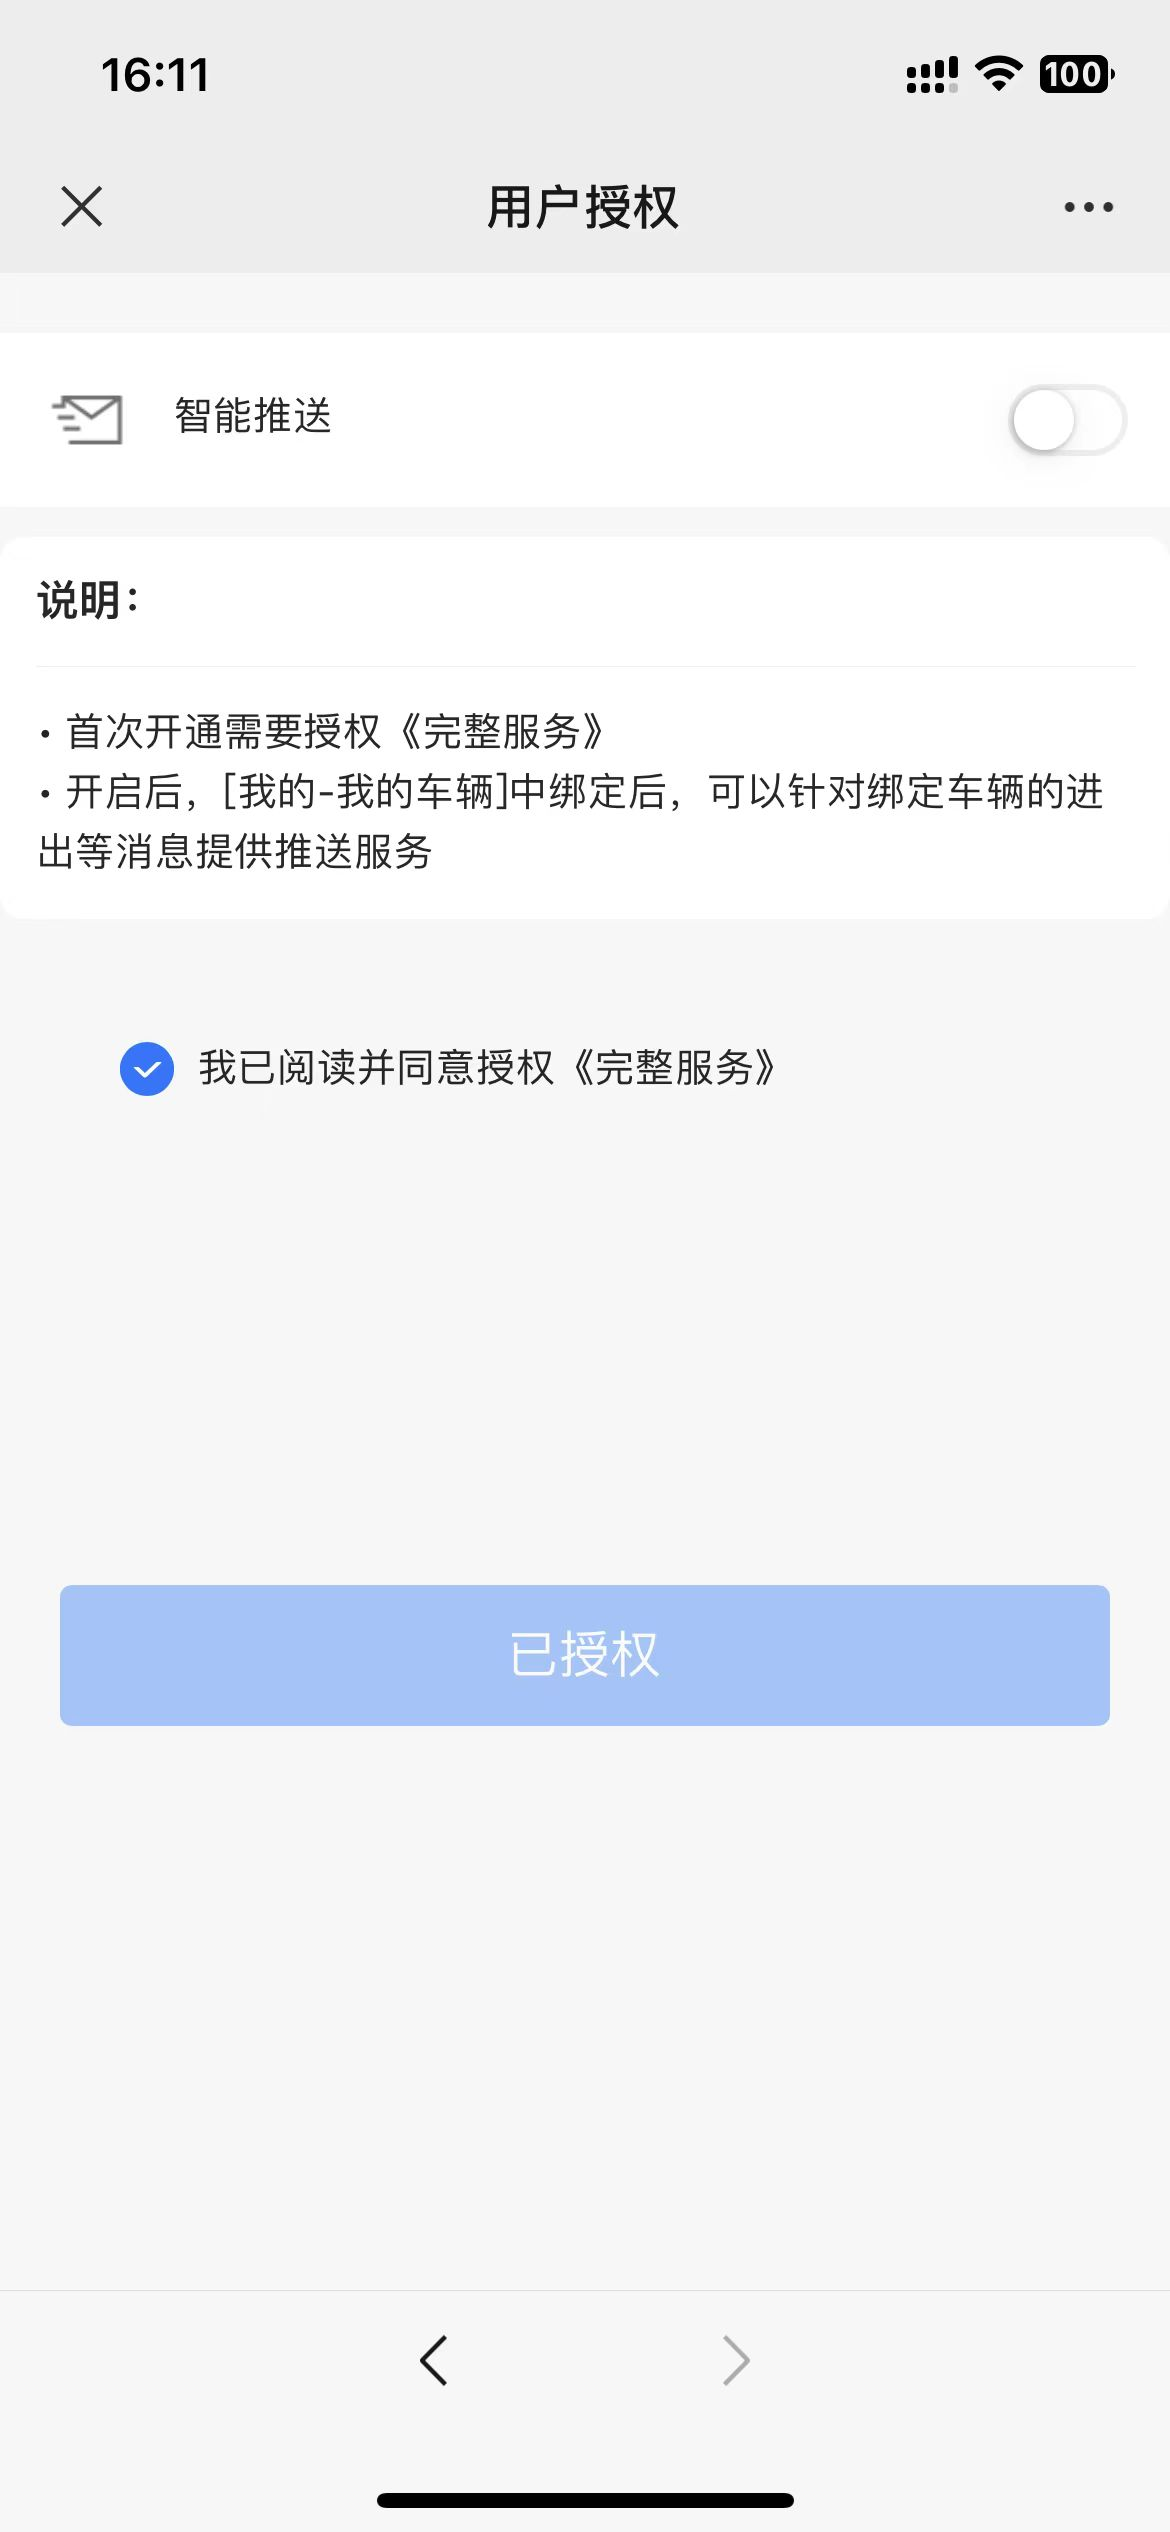 16:11
100
用户授权
智能推送
说明：
· 首次开通需要授权《完整服务》
· 开启后，[我的-我的车辆]中绑定后，可以针对绑定车辆的进
出等消息提供推送服务
我已阅读并同意授权《完整服务》
已授权